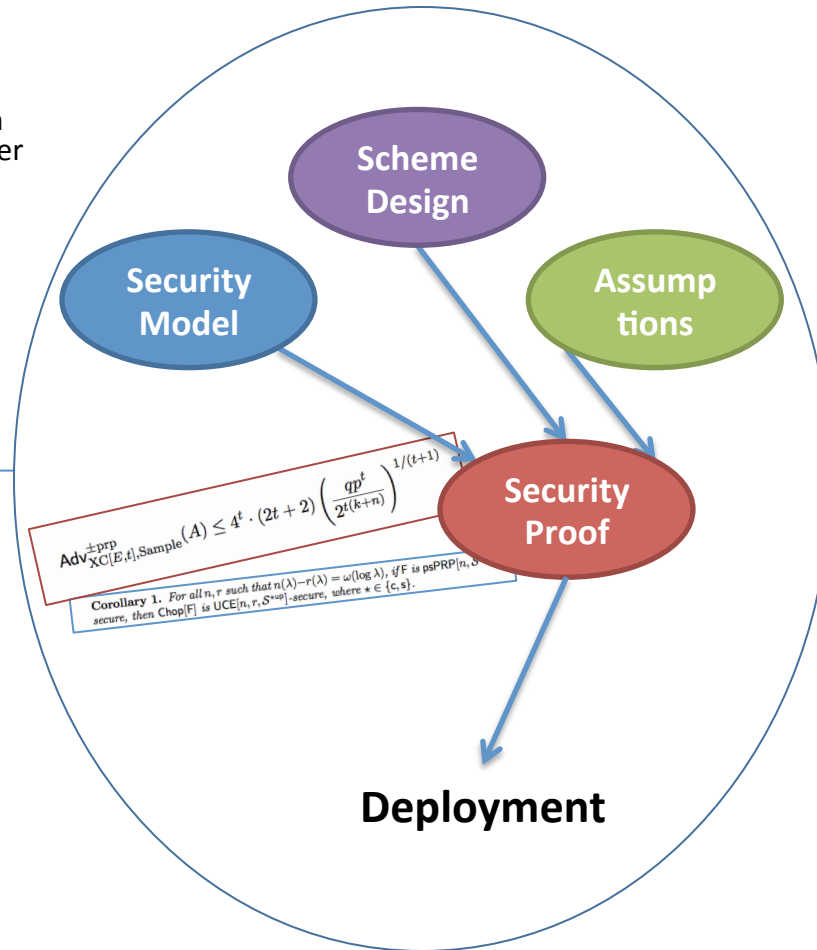 er
Scheme
Design
Security
Model
Assump
tions
Security
Proof
Adv^{±prp}_{XC[E,t],Sample}(A) ≤ 4^t · (2t + 2) (qp^t / 2^{t(k+n)})^{1/(t+1)}
Corollary 1. For all n, r such that n(λ)−r(λ) = ω(log λ), if F is psPRP[n, S
secure, then Chop[F] is UCE[n, r, S^{⋆up}]-secure, where ⋆ ∈ {c, s}.
Deployment